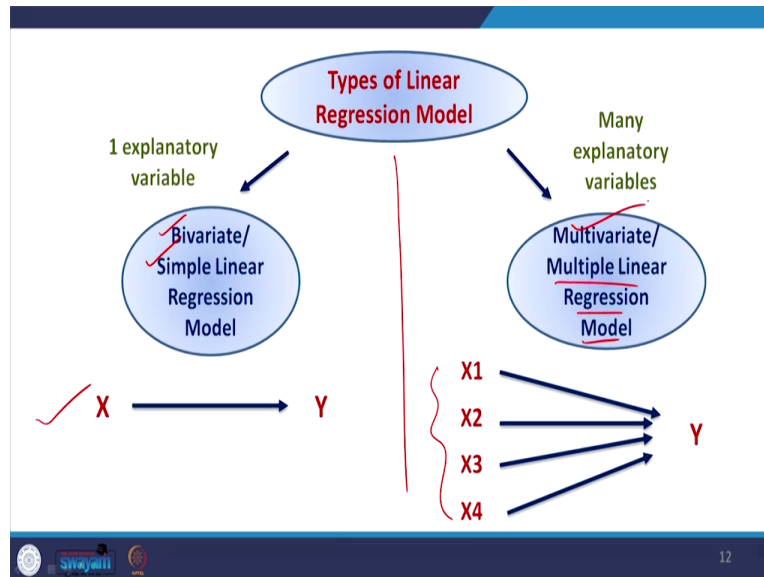 Types of Linear
Regression Model
1 explanatory
variable
Many
explanatory
variables
Bivariate/
Simple Linear
Regression
Model
Multivariate/
Multiple Linear
Regression
Model
X
Y
X1
X2
X3
X4
Y
swayam
12